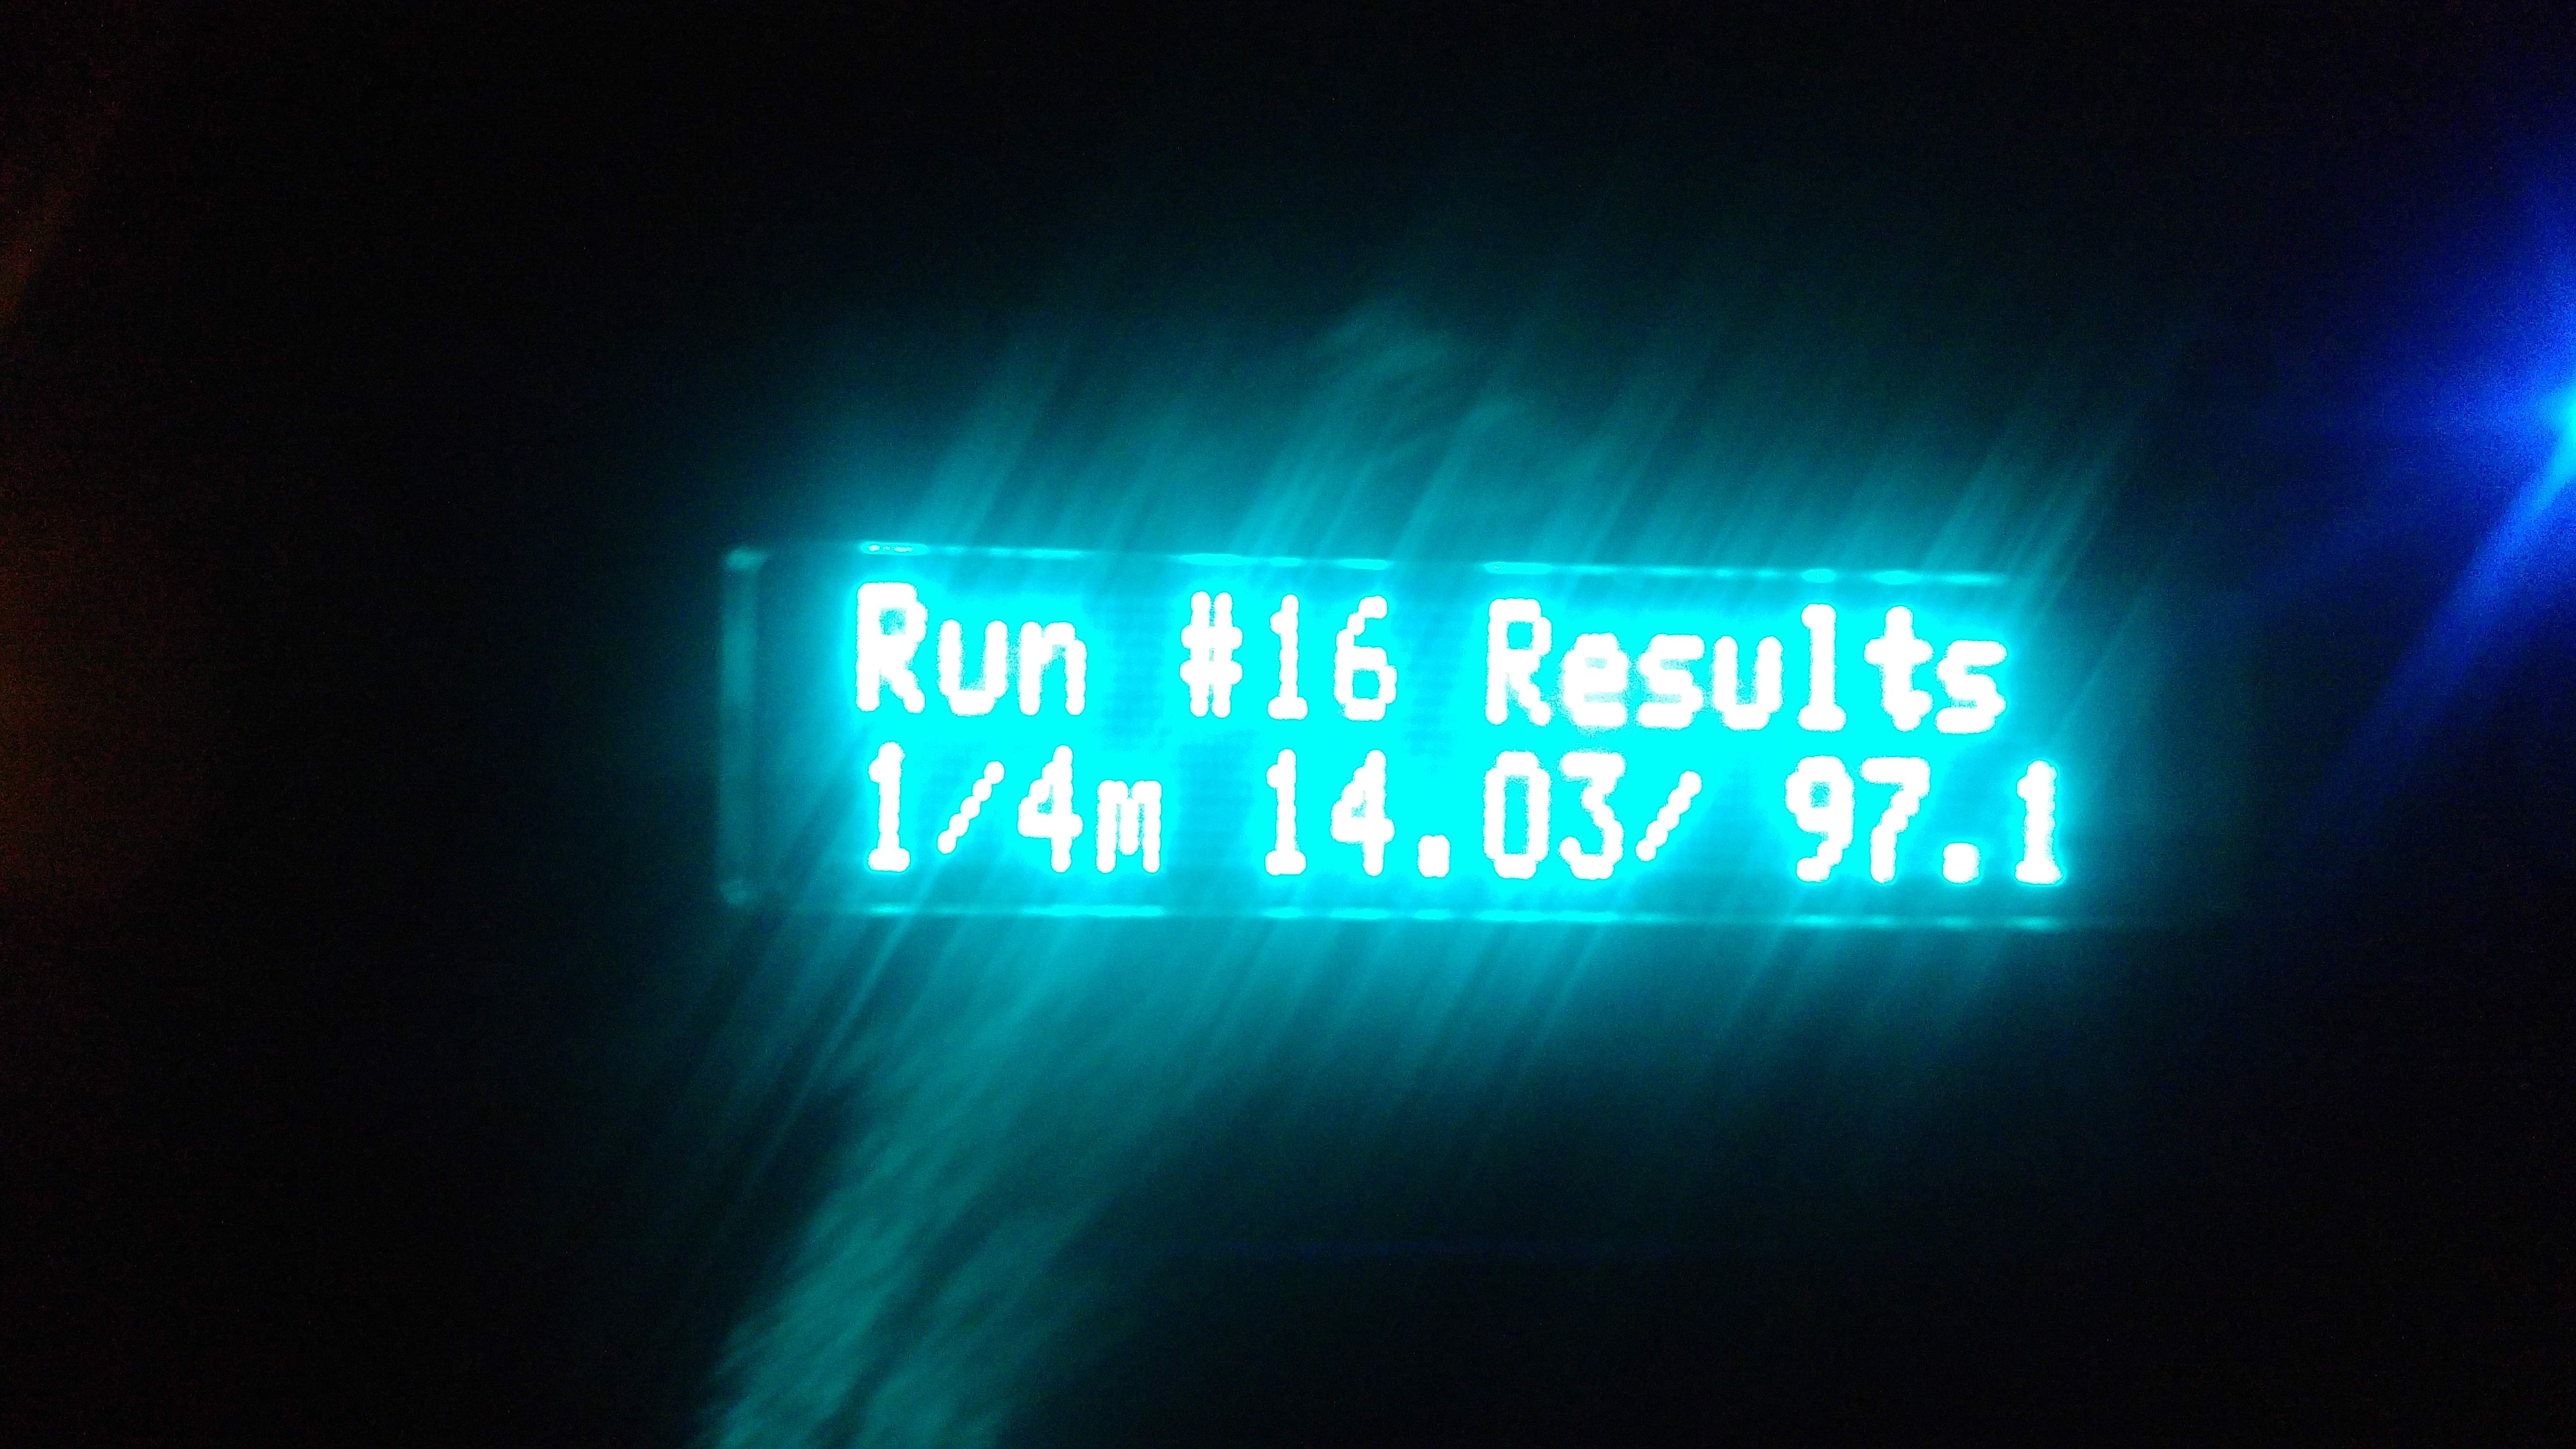 Run #16 Results
1/4m 14.03/ 97.1